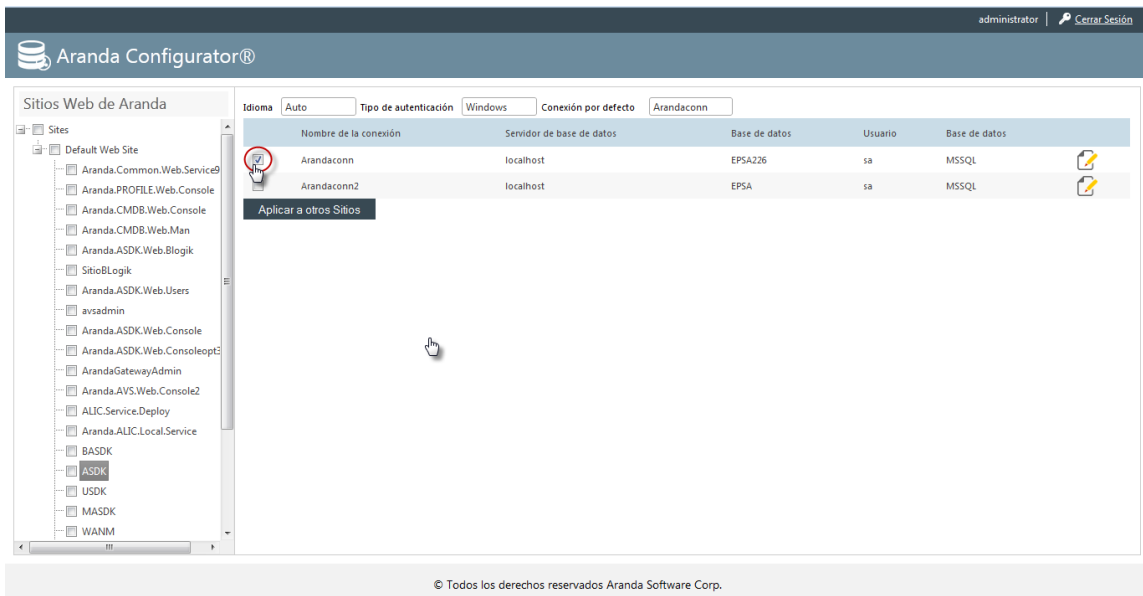 administrator Cerrar Sesión
Aranda Configurator®
Sitios Web de Aranda
Sites
Default Web Site
Aranda.Common.Web.Service9
Aranda.PROFILE.Web.Console
Aranda.CMDB.Web.Console
Aranda.CMDB.Web.Man
Aranda.ASDK.Web.Blogik
SitioBLogik
Aranda.ASDK.Web.Users
avsadmin
Aranda.ASDK.Web.Console
Aranda.ASDK.Web.Consoleopt3
ArandaGatewayAdmin
Aranda.AVS.Web.Console2
ALIC.Service.Deploy
Aranda.ALIC.Local.Service
BASDK
ASDK
USDK
MASDK
WANM
Idioma Auto Tipo de autenticación Windows Conexión por defecto Arandaconn
Nombre de la conexión Servidor de base de datos Base de datos Usuario Base de datos
Arandaconn localhost EPSA226 sa MSSQL
Arandaconn2 localhost EPSA sa MSSQL
Aplicar a otros Sitios
© Todos los derechos reservados Aranda Software Corp.